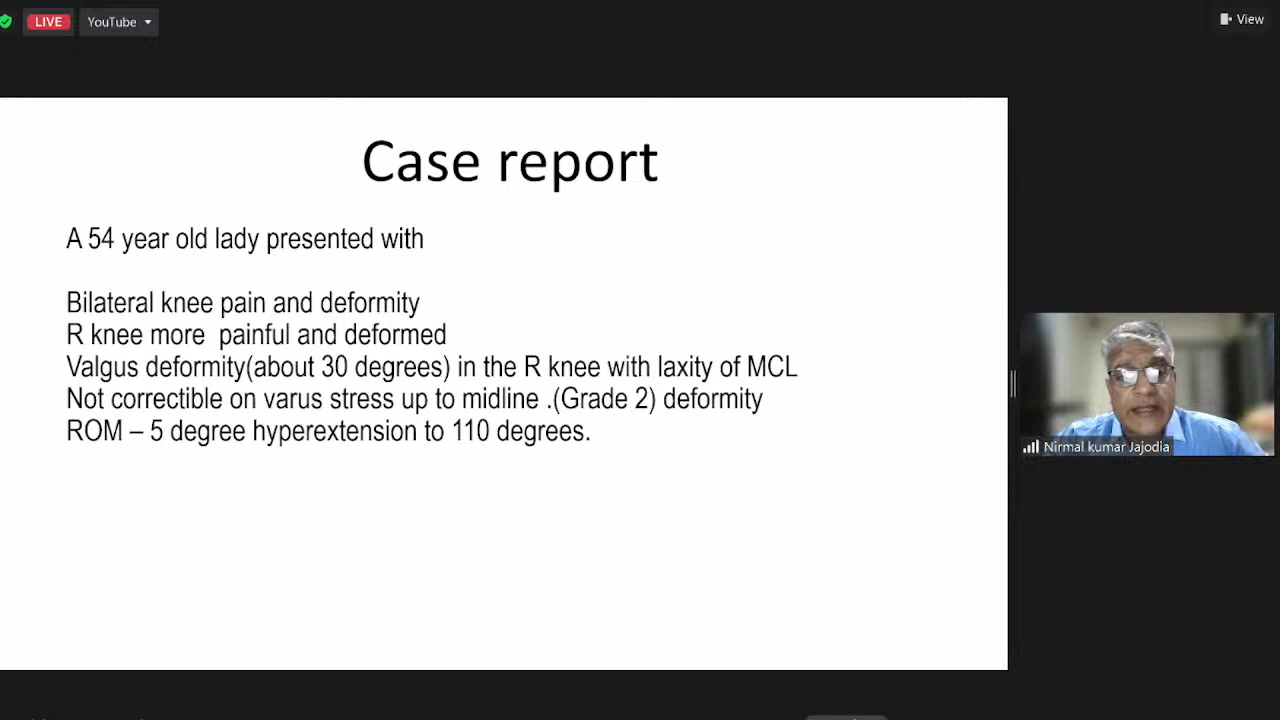 LIVE
YouTube
View
Case report
A 54 year old lady presented with
Bilateral knee pain and deformity
R knee more  painful and deformed
Valgus deformity(about 30 degrees) in the R knee with laxity of MCL
Not correctible on varus stress up to midline .(Grade 2) deformity
ROM – 5 degree hyperextension to 110 degrees.
Nirmal kumar Jajodia